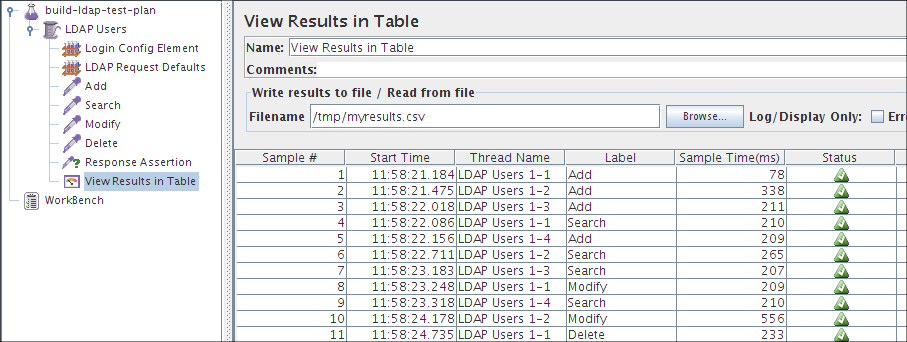 build-ldap-test-plan
LDAP Users
Login Config Element
LDAP Request Defaults
Add
Search
Modify
Delete
Response Assertion
View Results in Table
WorkBench
View Results in Table
Name: View Results in Table
Comments:
Write results to file / Read from file
Filename /tmp/myresults.csv Browse... Log/Display Only: Erro
Sample # Start Time Thread Name Label Sample Time(ms) Status
1 11:58:21.184 LDAP Users 1-1 Add 78
2 11:58:21.475 LDAP Users 1-2 Add 338
3 11:58:22.018 LDAP Users 1-3 Add 211
4 11:58:22.086 LDAP Users 1-1 Search 210
5 11:58:22.156 LDAP Users 1-4 Add 209
6 11:58:22.711 LDAP Users 1-2 Search 265
7 11:58:23.183 LDAP Users 1-3 Search 207
8 11:58:23.248 LDAP Users 1-1 Modify 209
9 11:58:23.318 LDAP Users 1-4 Search 210
10 11:58:24.178 LDAP Users 1-2 Modify 556
11 11:58:24.735 LDAP Users 1-1 Delete 233